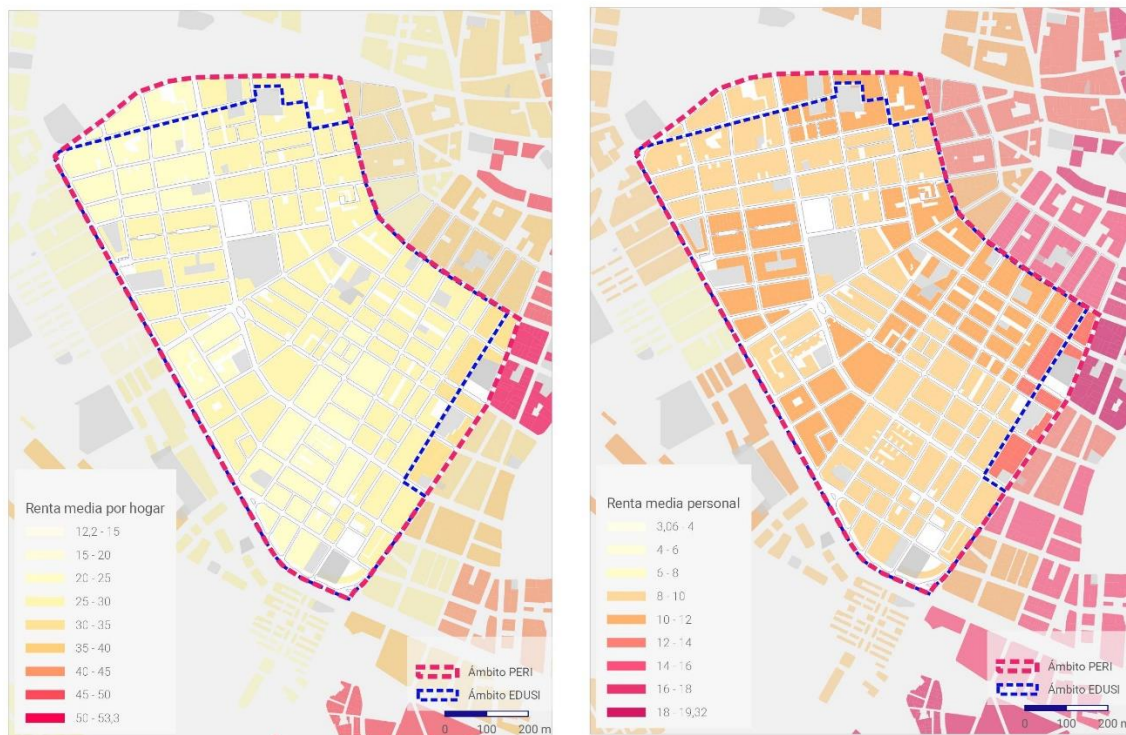 Renta media por hogar
12,2 - 15
15 - 20
20 - 25
25 - 30
30 - 35
35 - 40
40 - 45
45 - 50
50 - 53,3
Ámbito PERI
Ámbito EDUSI
0 100 200 m
Renta media personal
3,06 - 4
4 - 6
6 - 8
8 - 10
10 - 12
12 - 14
14 - 16
16 - 18
18 - 19,32
Ámbito PERI
Ámbito EDUSI
0 100 200 m